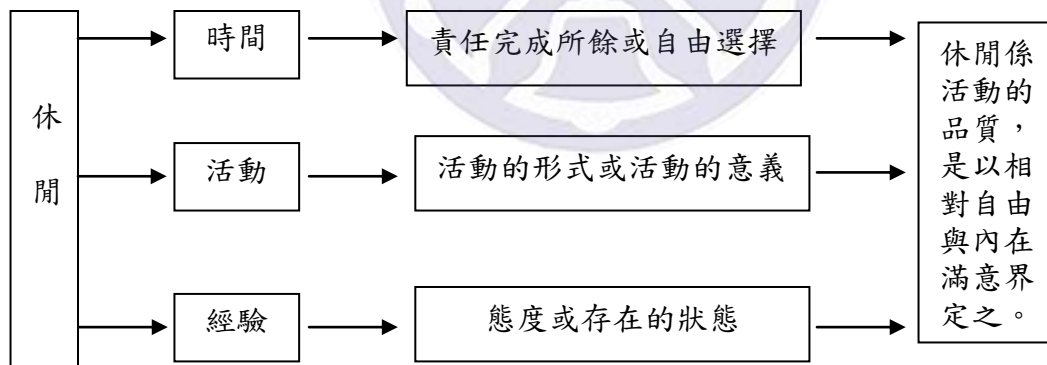 休
閒
時間
責任完成所餘或自由選擇
活動
活動的形式或活動的意義
經驗
態度或存在的狀態
休閒係
活動的
品質，
是以相
對自由
與內在
滿意界
定之。